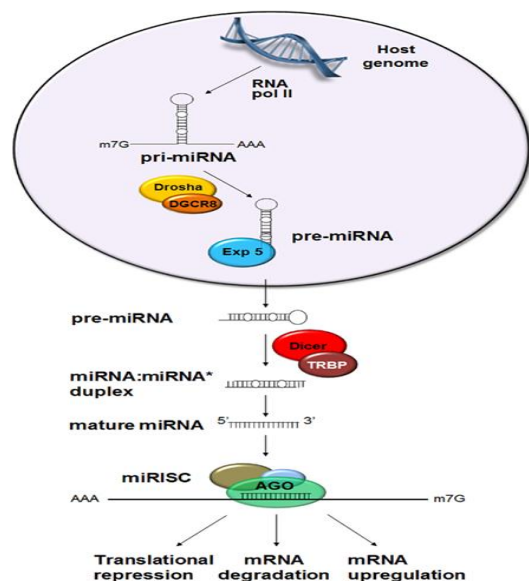 Host
genome
RNA
pol II
m7G
AAA
pri-miRNA
Drosha
DGCR8
pre-miRNA
Exp 5
pre-miRNA
Dicer
TRBP
miRNA:miRNA*
duplex
mature miRNA
5’
3’
miRISC
AGO
AAA
m7G
Translational
repression
mRNA
degradation
mRNA
upregulation